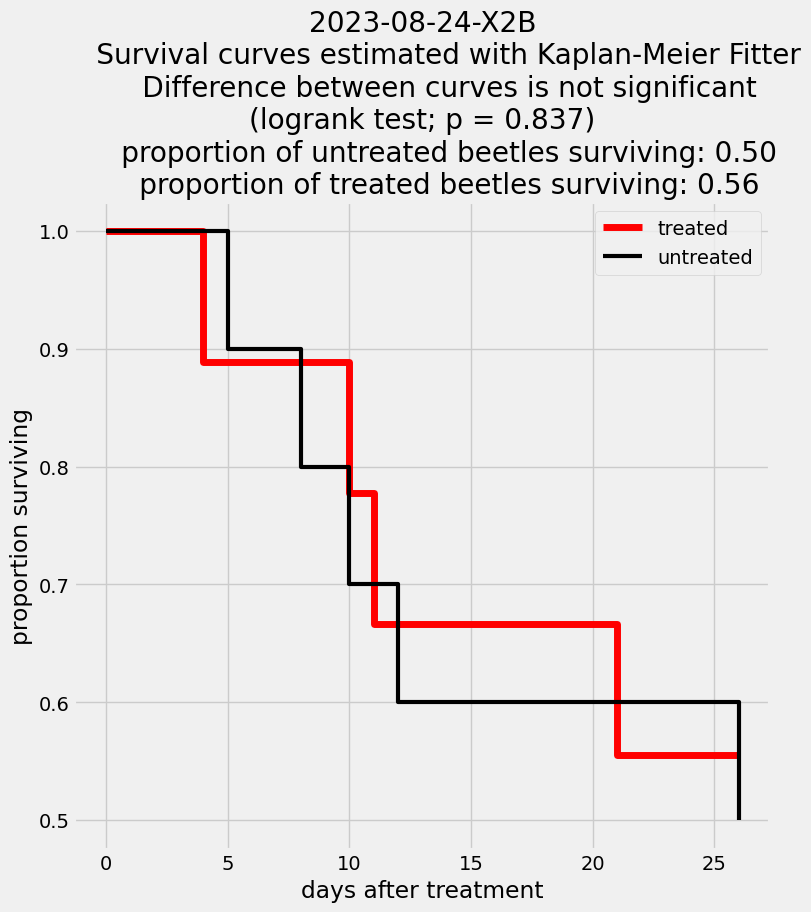 2023-08-24-X2B
Survival curves estimated with Kaplan-Meier Fitter
Difference between curves is not significant
(logrank test; p = 0.837)
proportion of untreated beetles surviving: 0.50
proportion of treated beetles surviving: 0.56
treated
untreated
proportion surviving
1.0
0.9
0.8
0.7
0.6
0.5
0
5
10
15
20
25
days after treatment